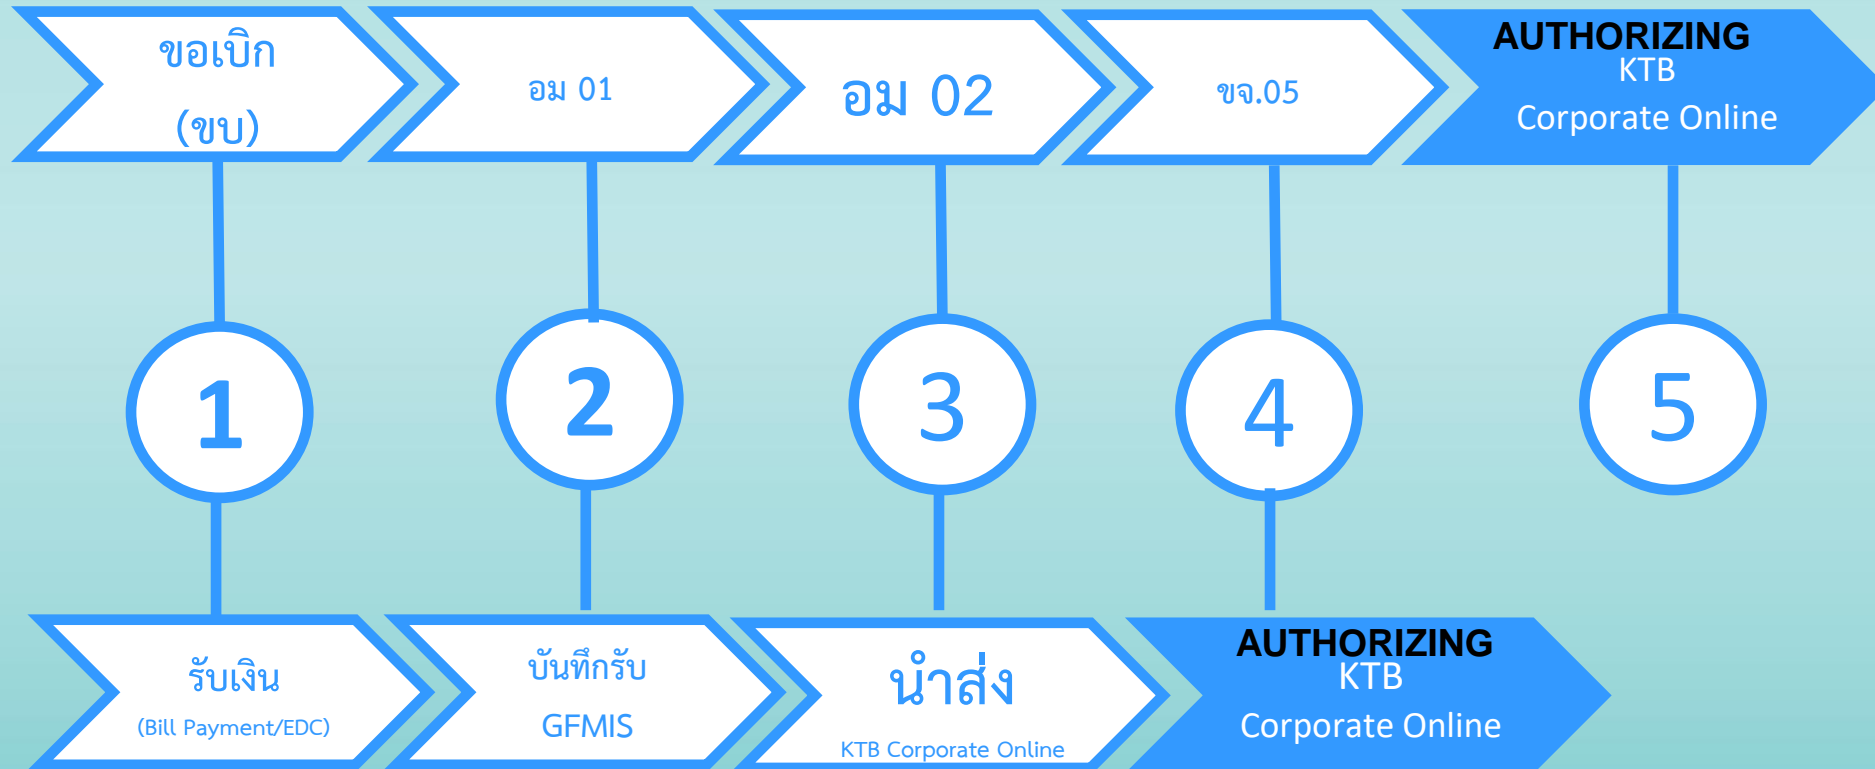 ขอเบิก
(ขบ)
อม 01
อม 02
ขจ.05
AUTHORIZING
KTB
Corporate Online
1
2
3
4
5
รับเงิน
(Bill Payment/EDC)
บันทึกรับ
GFMIS
นำส่ง
KTB Corporate Online
AUTHORIZING
KTB
Corporate Online